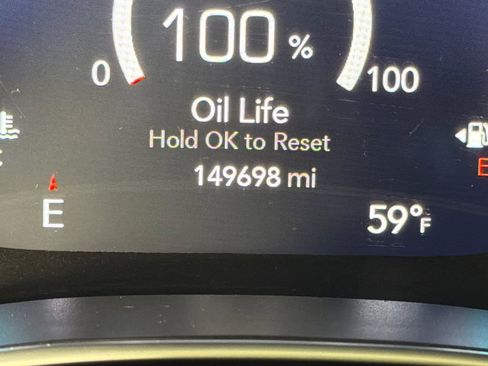 100 %
0
100
Oil Life
Hold OK to Reset
149698 mi
E
59°F